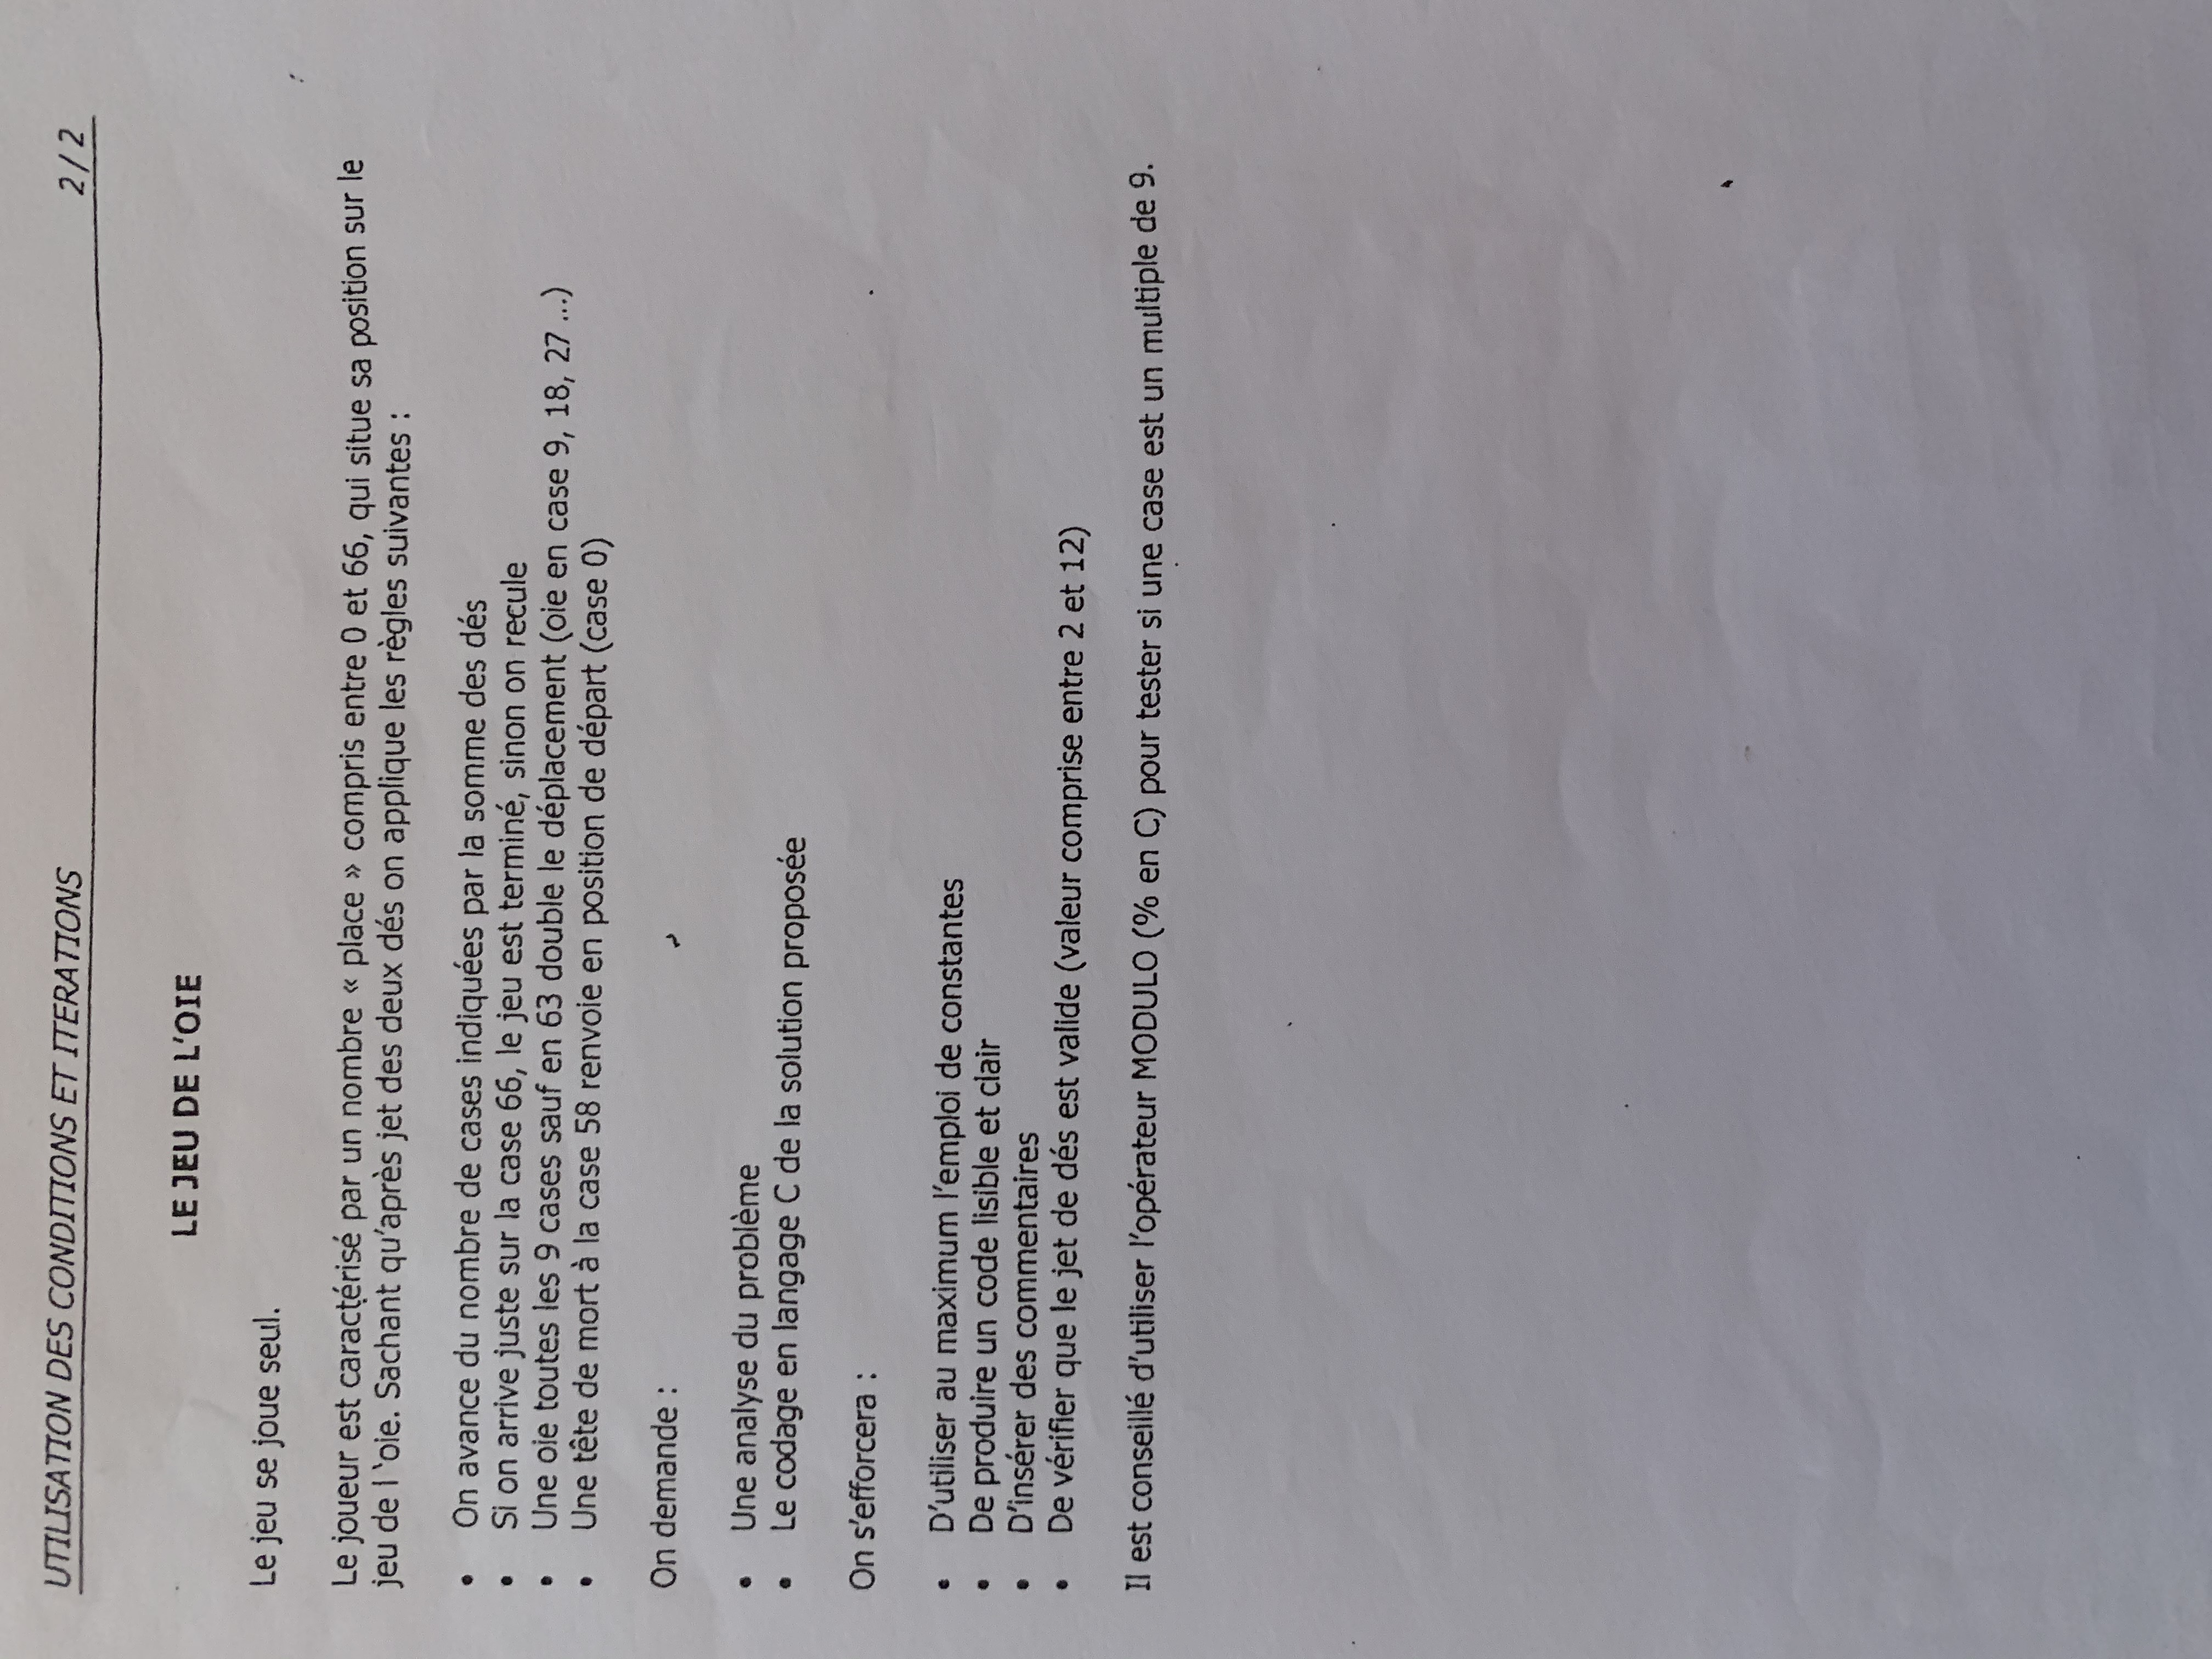 UTILISATION DES CONDITIONS ET ITERATIONS 2 / 2
LE JEU DE L'OIE
Le jeu se joue seul.
Le joueur est caractérisé par un nombre « place » compris entre 0 et 66, qui situe sa position sur le
jeu de l 'oie. Sachant qu'après jet des deux dés on applique les règles suivantes :
• On avance du nombre de cases indiquées par la somme des dés
• Si on arrive juste sur la case 66, le jeu est terminé, sinon on recule
• Une oie toutes les 9 cases sauf en 63 double le déplacement (oie en case 9, 18, 27 ...)
• Une tête de mort à la case 58 renvoie en position de départ (case 0)
On demande :
• Une analyse du problème
• Le codage en langage C de la solution proposée
On s'efforcera :
• D'utiliser au maximum l'emploi de constantes
• De produire un code lisible et clair
• D'insérer des commentaires
• De vérifier que le jet de dés est valide (valeur comprise entre 2 et 12)
Il est conseillé d'utiliser l'opérateur MODULO (% en C) pour tester si une case est un multiple de 9.